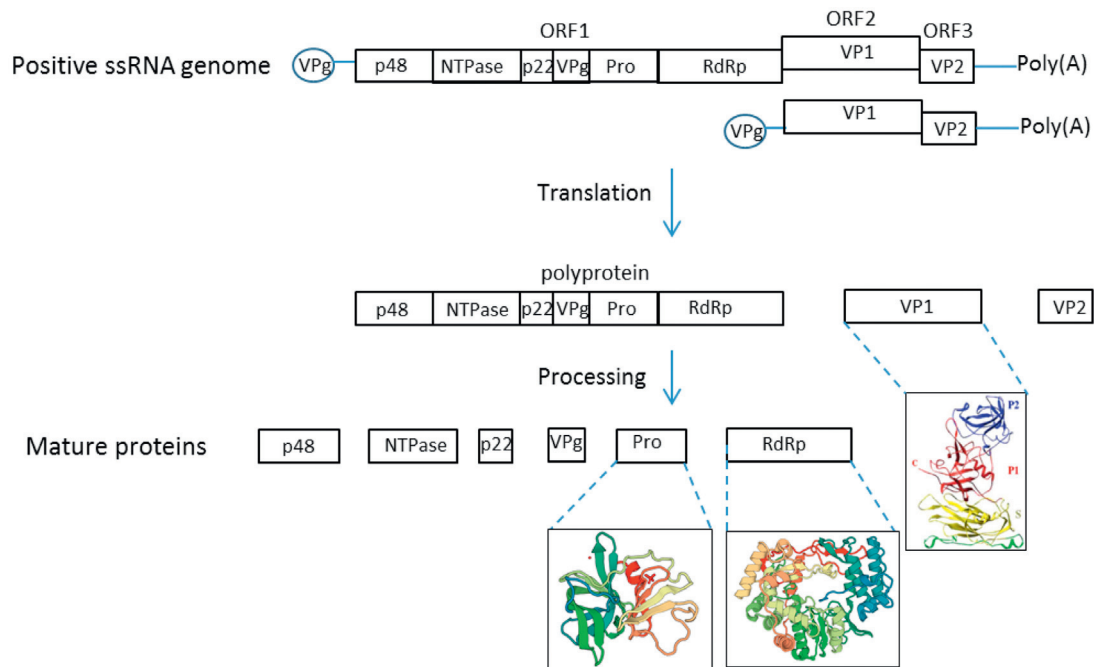 ORF1 ORF2 ORF3
Positive ssRNA genome VPg p48 NTPase p22 VPg Pro RdRp VP1 VP2 Poly(A)
VPg VP1 VP2 Poly(A)
Translation
polyprotein
p48 NTPase p22 VPg Pro RdRp VP1 VP2
Processing
Mature proteins p48 NTPase p22 VPg Pro RdRp
P2
C P1
S